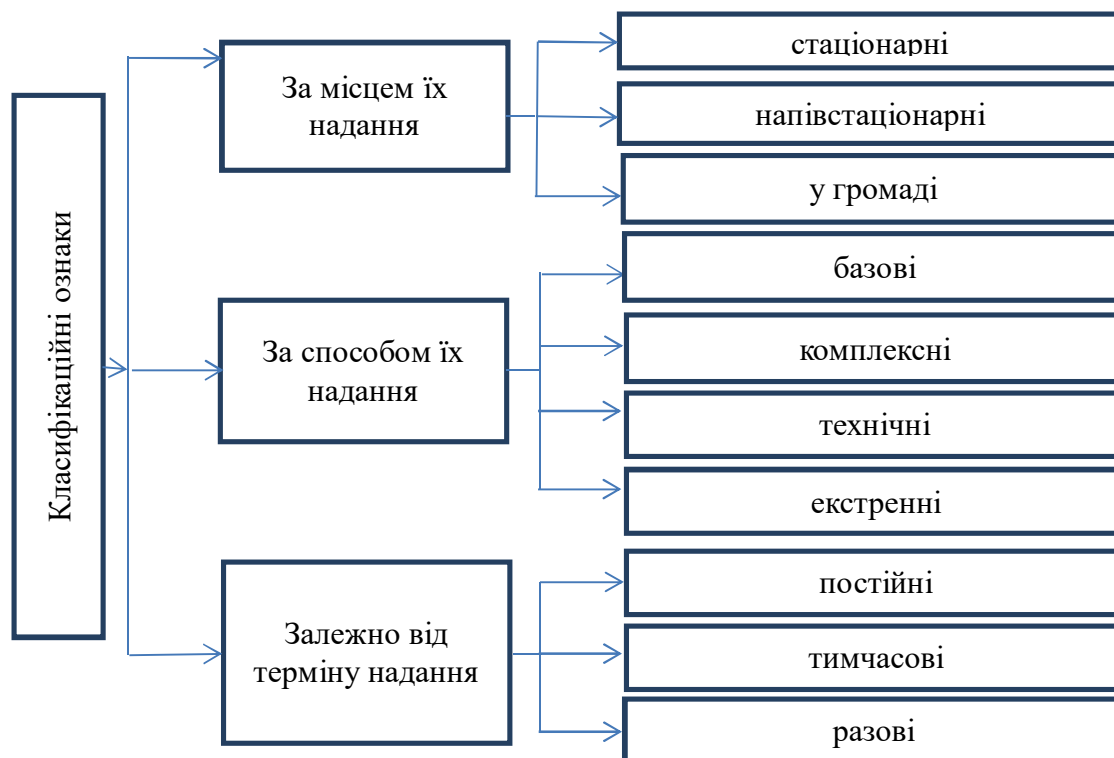 Класифікаційні ознаки
За місцем їх
надання
стаціонарні
напівстаціонарні
у громаді
За способом їх
надання
базові
комплексні
технічні
екстренні
Залежно від
терміну надання
постійні
тимчасові
разові